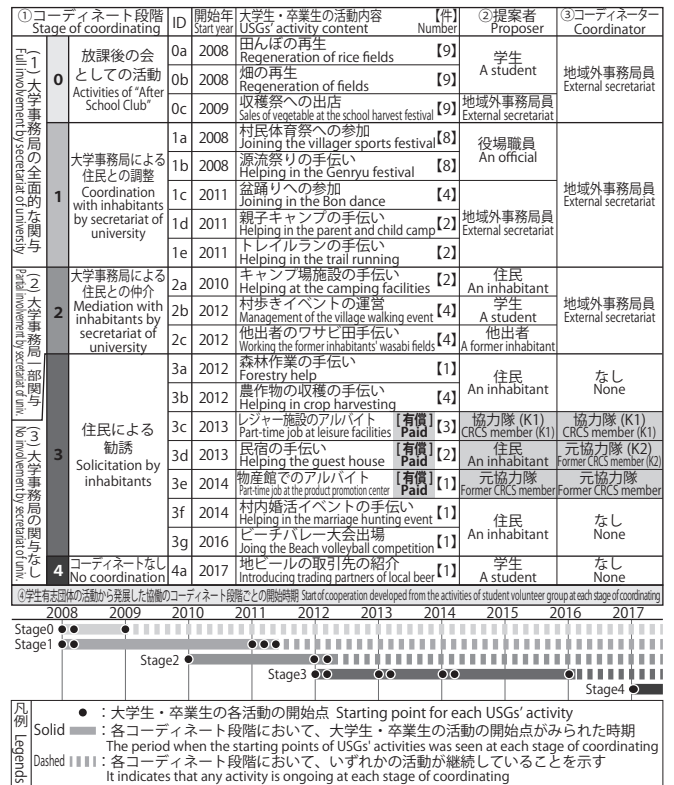 ①コーディネート段階
Stage of coordinating
ID
開始年
Start year
大学生・卒業生の活動内容 【件】
USGs' activity content Number
②提案者
Proposer
③コーディネーター
Coordinator
(1)大学事務局の全面的な関与
Full involvement by secretariat of university
0
放課後の会
としての活動
Activities of "After
School Club"
0a 2008 田んぼの再生 【9】
Regeneration of rice fields
0b 2008 畑の再生 【9】
Regeneration of fields
学生
A student
0c 2009 収穫祭への出店 【9】
Sales of vegetable at the school harvest festival
地域外事務局員
External secretariat
地域外事務局員
External secretariat
1
大学事務局による
住民との調整
Coordination
with inhabitants
by secretariat of
university
1a 2008 村民体育祭への参加 【8】
Joining the villager sports festival
1b 2008 源流祭りの手伝い 【8】
Helping in the Genryu festival
役場職員
An official
1c 2011 盆踊りへの参加 【4】
Joining in the Bon dance
1d 2011 親子キャンプの手伝い 【2】
Helping in the parent and child camp
1e 2011 トレイルランの手伝い 【2】
Helping in the trail running
地域外事務局員
External secretariat
地域外事務局員
External secretariat
(2)大学事務局一部関与
Partial involvement by secretariat of univ.
2
大学事務局による
住民との仲介
Mediation with
inhabitants by
secretariat of
university
2a 2010 キャンプ場施設の手伝い 【2】
Helping at the camping facilities
住民
An inhabitant
2b 2012 村歩きイベントの運営 【4】
Management of the village walking event
学生
A student
2c 2012 他出者のワサビ田手伝い 【4】
Working the former inhabitants' wasabi fields
他出者
A former inhabitant
地域外事務局員
External secretariat
(3)大学事務局の関与なし
No involvement by secretariat of univ.
3
住民による
勧誘
Solicitation by
inhabitants
3a 2012 森林作業の手伝い 【1】
Forestry help
3b 2012 農作物の収穫の手伝い 【4】
Helping in crop harvesting
住民
An inhabitant
なし
None
3c 2013 レジャー施設のアルバイト [有償] 【3】
Part-time job at leisure facilities Paid
協力隊 (K1)
CRCS member (K1)
協力隊 (K1)
CRCS member (K1)
3d 2013 民宿の手伝い [有償] 【2】
Helping the guest house Paid
住民
An inhabitant
元協力隊 (K2)
Former CRCS member (K2)
3e 2014 物産館でのアルバイト [有償] 【1】
Part-time job at the product promotion center Paid
元協力隊
Former CRCS member
元協力隊
Former CRCS member
3f 2014 村内婚活イベントの手伝い 【1】
Helping in the marriage hunting event
3g 2016 ビーチバレー大会出場 【1】
Joing the Beach volleyball competition
住民
An inhabitant
なし
None
4
コーディネートなし
No coordination
4a 2017 地ビールの取引先の紹介 【1】
Introducing trading partners of local beer
学生
A student
なし
None
④学生有志団体の活動から発展した協働のコーディネート段階ごとの開始時期 Start of cooperation developed from the activities of student volunteer group at each stage of coordinating
2008 2009 2010 2011 2012 2013 2014 2015 2016 2017
Stage0
Stage1
Stage2
Stage3
Stage4
凡例 Legends
● :大学生・卒業生の各活動の開始点 Starting point for each USGs' activity
Solid :各コーディネート段階において、大学生・卒業生の活動の開始点がみられた時期
The period when the starting points of USGs' activities was seen at each stage of coordinating
Dashed :各コーディネート段階において、いずれかの活動が継続していることを示す
It indicates that any activity is ongoing at each stage of coordinating